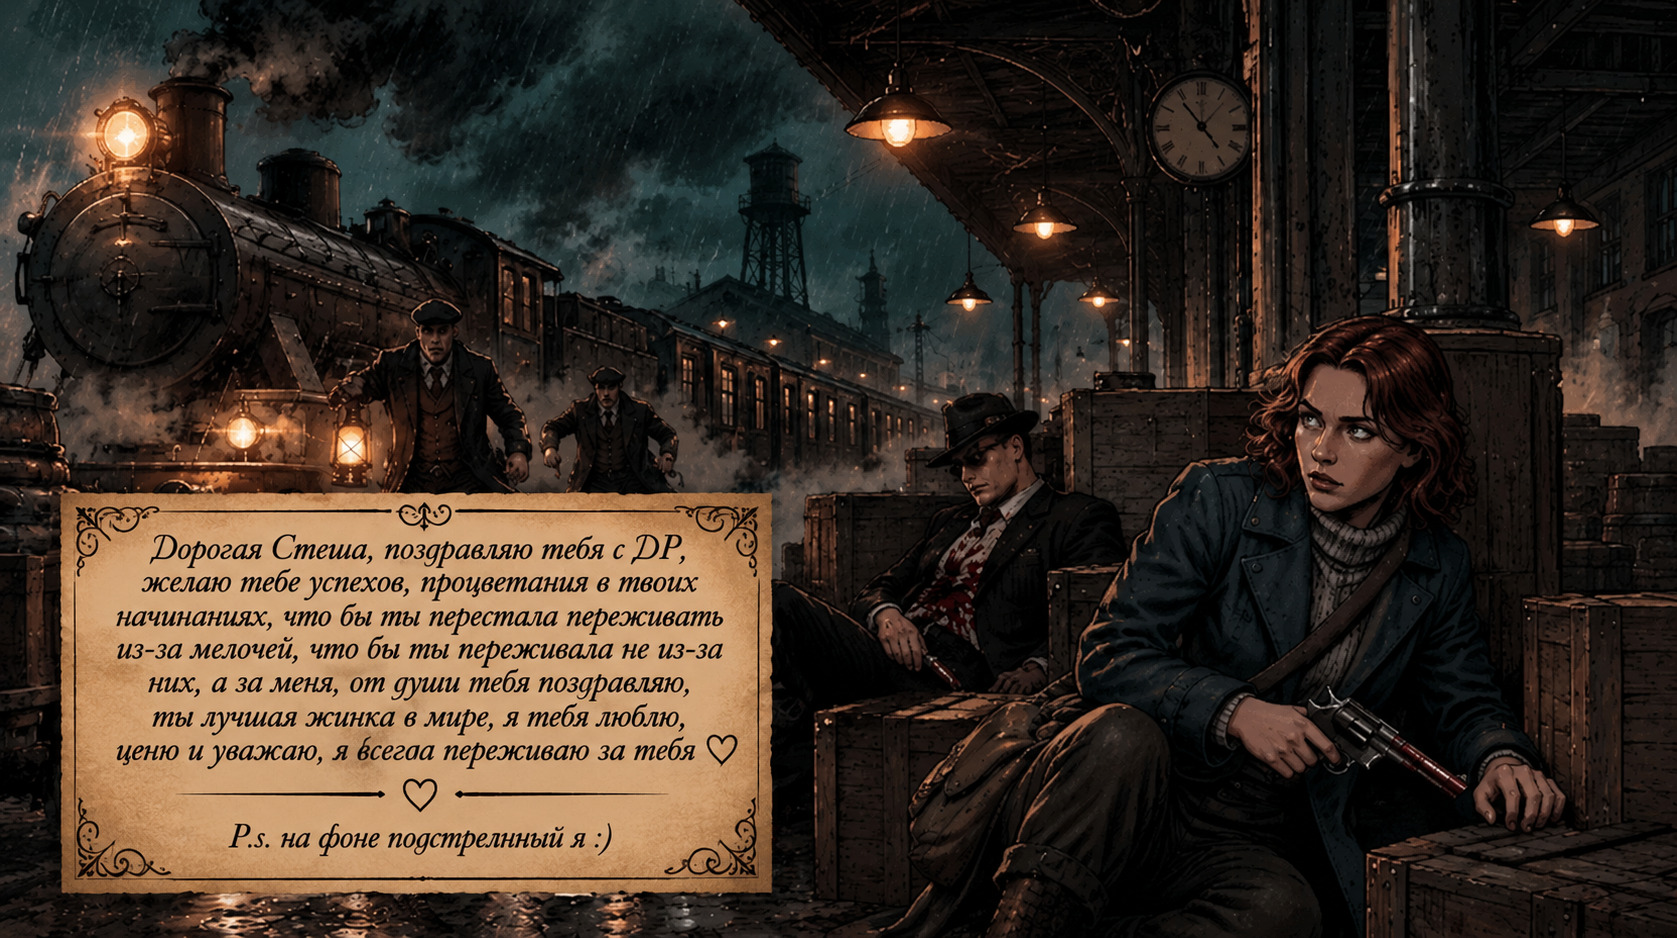 Дорогая Стеша, поздравляю тебя с ДР,
желаю тебе успехов, процветания в твоих
начинаниях, что бы ты перестала переживать
из-за мелочей, что бы ты переживала не из-за
них, а за меня, от души тебя поздравляю,
ты лучшая жинка в мире, я тебя люблю,
ценю и уважаю, я всегда переживаю за тебя ♡
P.s. на фоне подстрелнный я :)